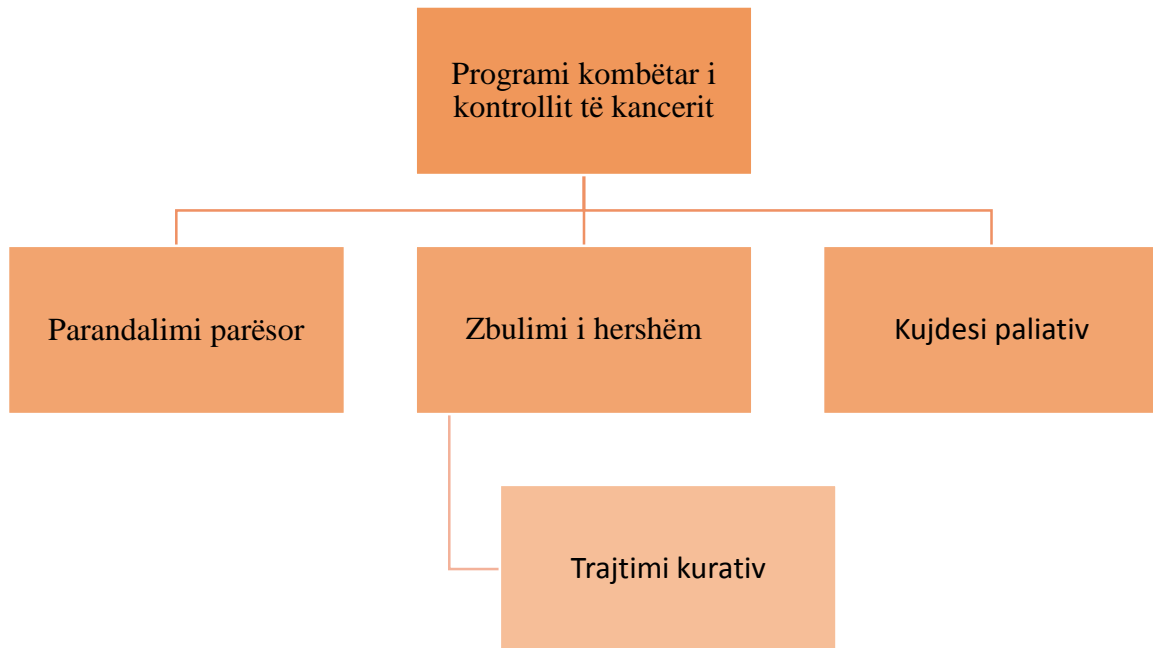 Programi kombëtar i
kontrollit të kancerit
Parandalimi parësor
Zbulimi i hershëm
Kujdesi paliativ
Trajtimi kurativ